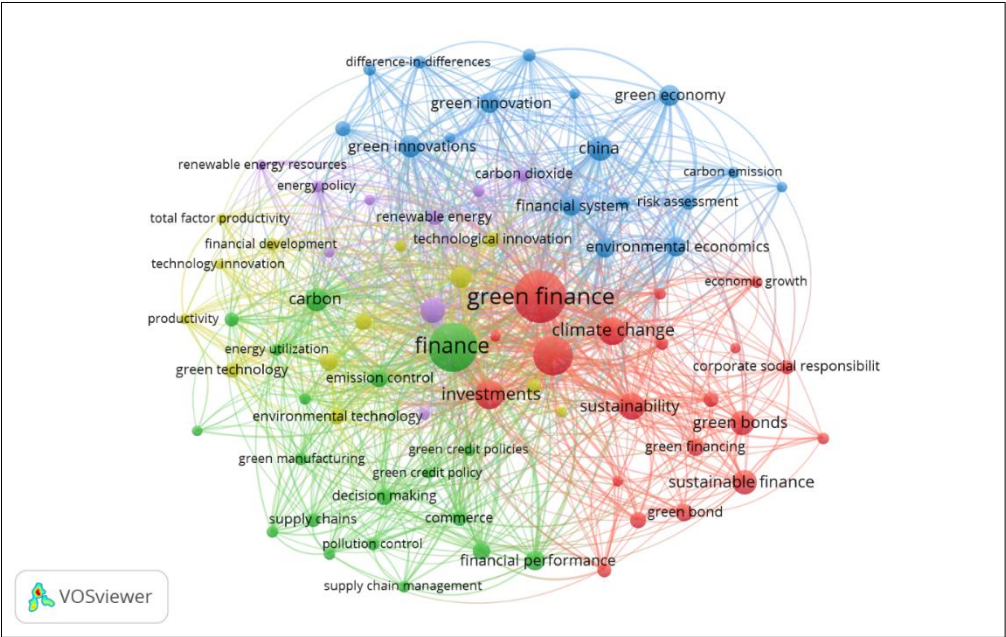 difference-in-differences
green economy
green innovation
green innovations
china
renewable energy resources
carbon dioxide
carbon emission
energy policy
financial system
risk assessment
total factor productivity
renewable energy
financial development
technological innovation
environmental economics
technology innovation
economic growth
carbon
green finance
productivity
climate change
finance
energy utilization
corporate social responsibilit
green technology
emission control
investments
sustainability
environmental technology
green bonds
green financing
green credit policies
green manufacturing
green credit policy
sustainable finance
decision making
supply chains
commerce
green bond
pollution control
financial performance
supply chain management
VOSviewer